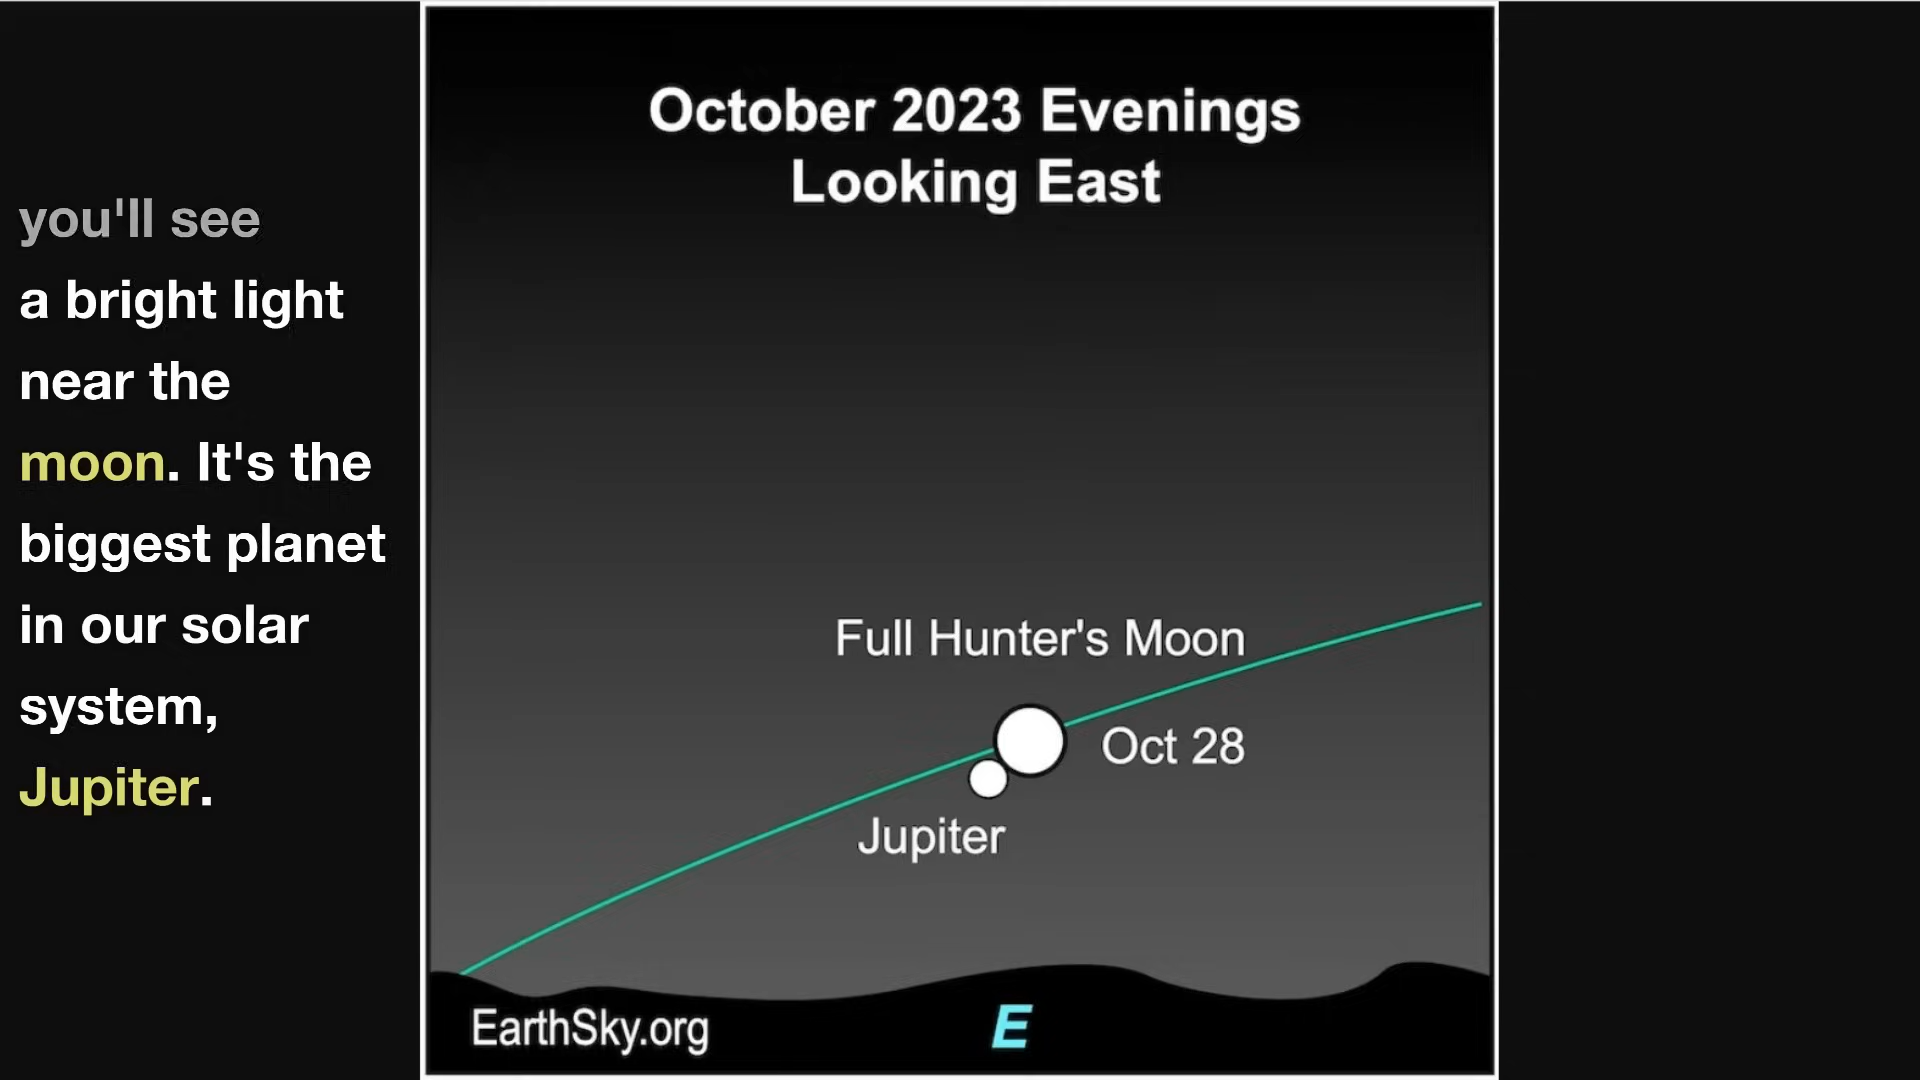 you'll see
a bright light
near the
moon. It's the
biggest planet
in our solar
system,
Jupiter.
October 2023 Evenings
Looking East
Full Hunter's Moon
Oct 28
Jupiter
EarthSky.org
E